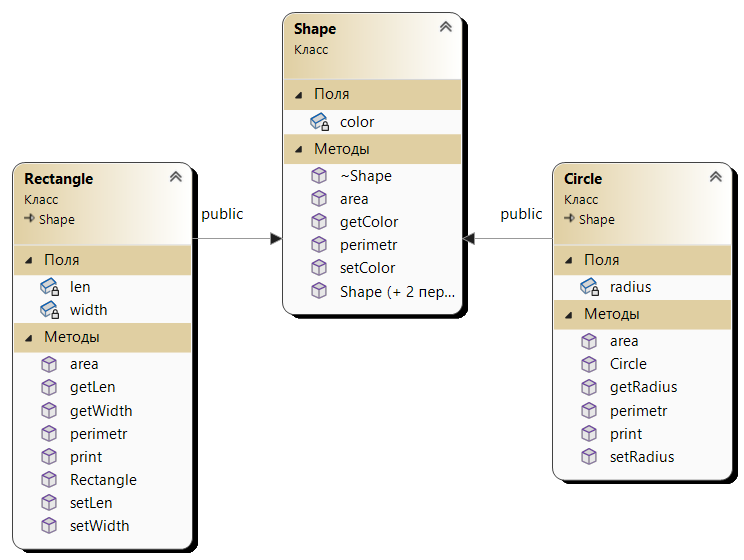 Shape
Класс
Поля
color
Методы
~Shape
area
getColor
perimetr
setColor
Shape (+ 2 пер...
Rectangle
Класс
Shape
Поля
len
width
Методы
area
getLen
getWidth
perimetr
print
Rectangle
setLen
setWidth
public
public
Circle
Класс
Shape
Поля
radius
Методы
area
Circle
getRadius
perimetr
print
setRadius